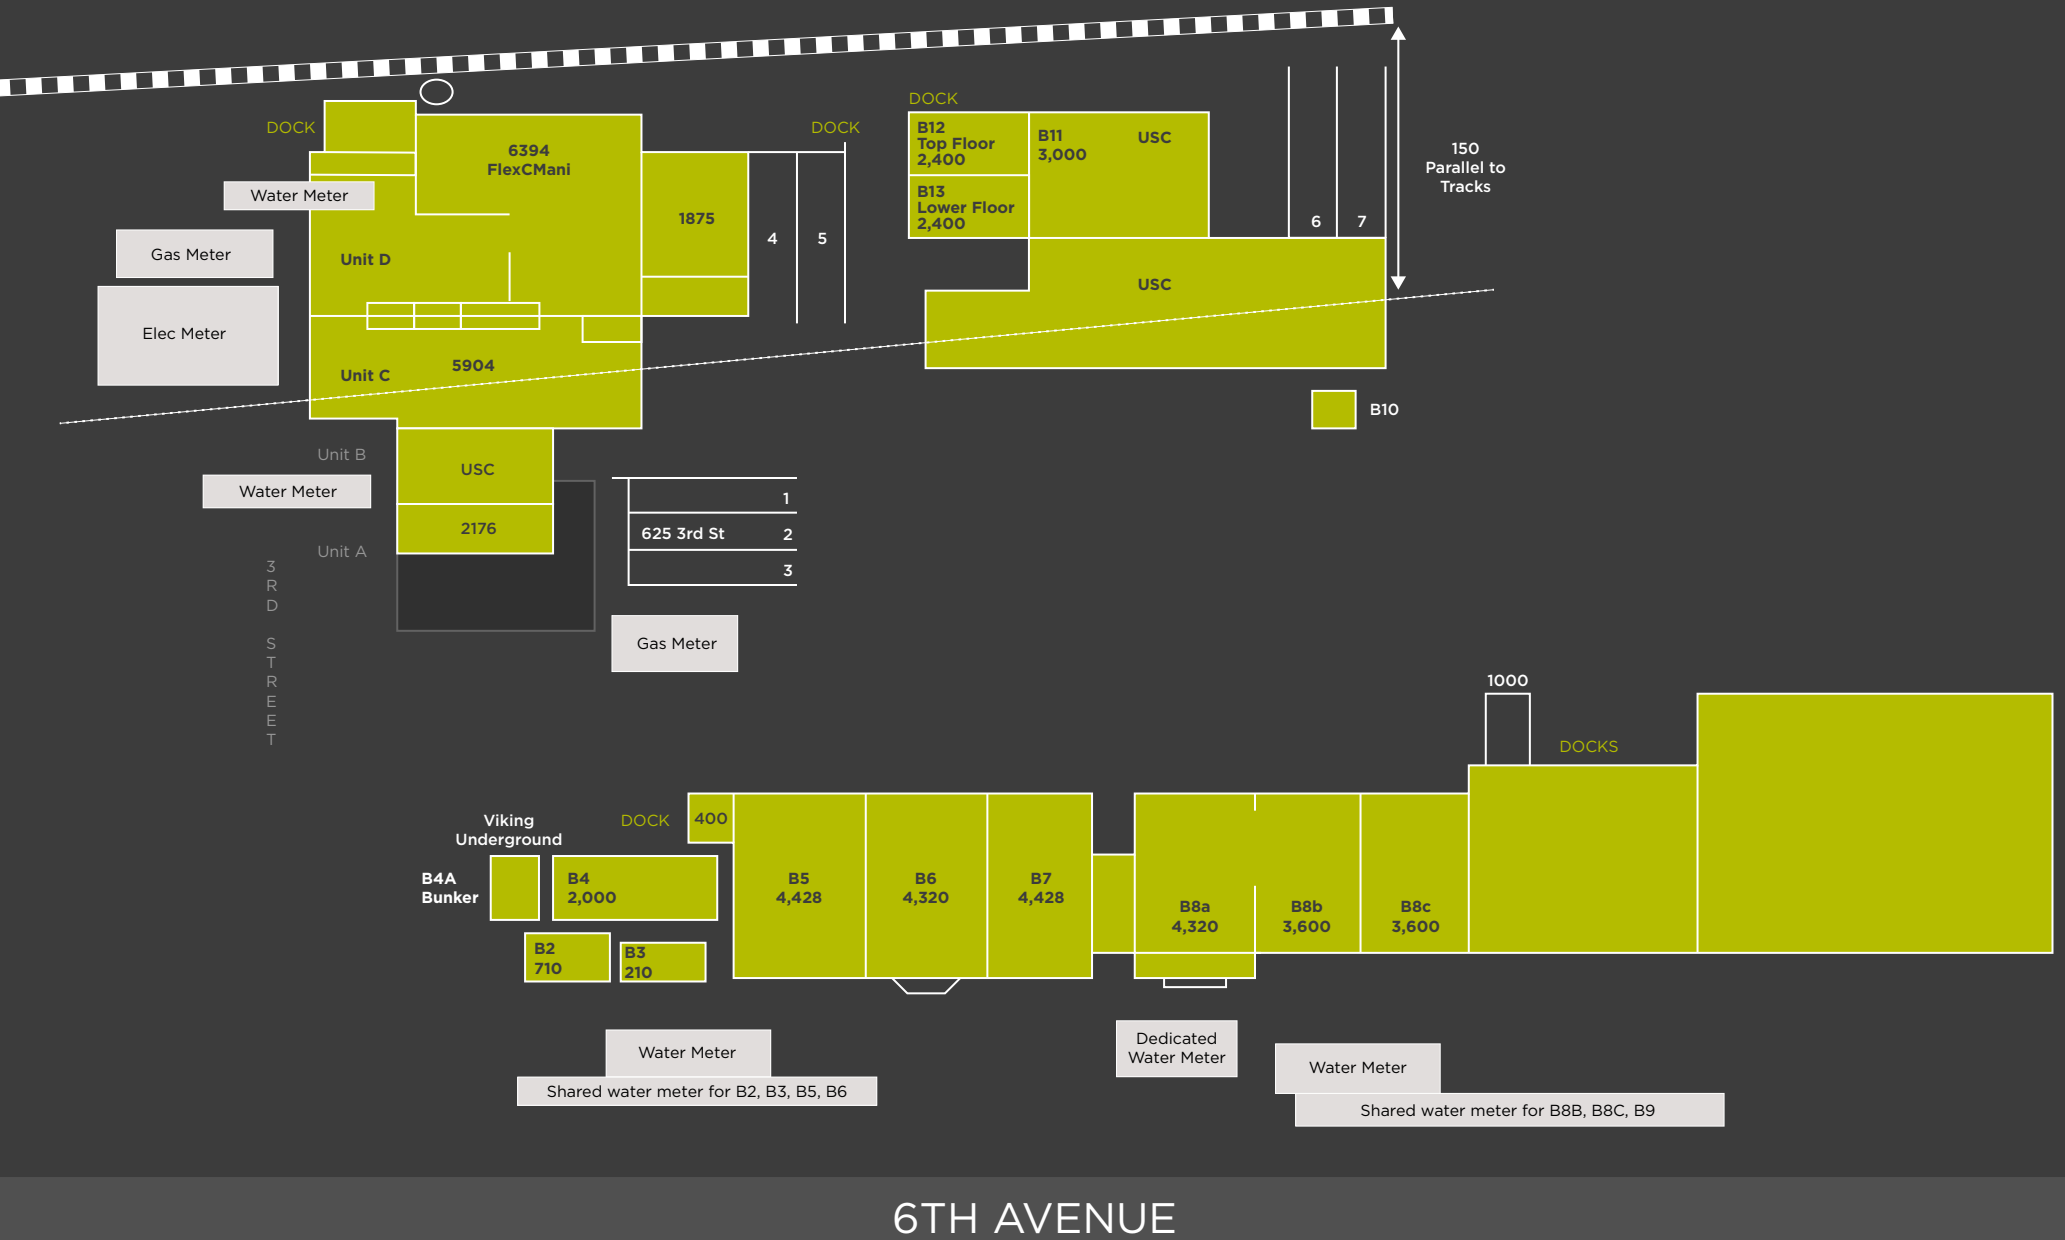 DOCK
6394
FlexCMani
Water Meter
Gas Meter
Unit D
Elec Meter
1875
DOCK
4
5
Unit C
5904
DOCK
B12
Top Floor
2,400
B13
Lower Floor
2,400
B11
3,000
USC
USC
6
7
150
Parallel to
Tracks
B10
Unit B
Water Meter
Unit A
USC
2176
1
625 3rd St
2
3
Gas Meter
3
R
D
S
T
R
E
E
T
1000
DOCKS
Viking
Underground
DOCK
400
B4A
Bunker
B4
2,000
B2
710
B3
210
B5
4,428
B6
4,320
B7
4,428
B8a
4,320
B8b
3,600
B8c
3,600
Water Meter
Shared water meter for B2, B3, B5, B6
Dedicated
Water Meter
Water Meter
Shared water meter for B8B, B8C, B9
6TH AVENUE